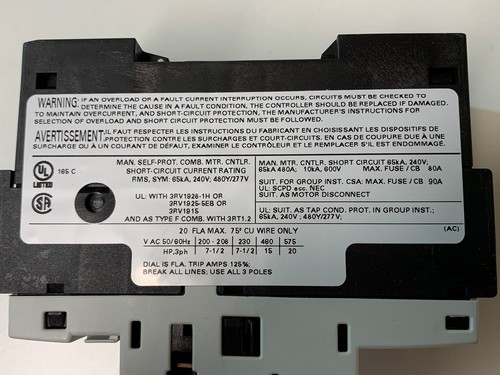 WARNING: IF AN OVERLOAD OR A FAULT CURRENT INTERRUPTION OCCURS, CIRCUITS MUST BE CHECKED TO
DETERMINE THE CAUSE IN A FAULT CONDITION, THE CONTROLLER SHOULD BE REPLACED IF DAMAGED.
TO MAINTAIN OVERCURRENT, AND SHORT-CIRCUIT PROTECTION, THE MANUFACTURER'S INSTRUCTIONS FOR
SELECTION OF OVERLOAD AND SHORT CIRCUIT PROTECTION MUST BE FOLLOWED.
AVERTISSEMENT: IL FAUT RESPECTER LES INSTRUCTIONS DU FABRICANT EN CHOISISSANT LES DISPOSITIFS DE
PROTECTION CONTRE LES SURCHARGES ET LES COURT-CIRCUITS. EN CAS DE COUPURE DUE À UNE
SURCHARGE OU À UN COURANT DE DÉFAUT, EXAMINER LE CONTRÔLEUR ET LE REMPLACER S'IL EST ENDOMMAGÉ.
UL
LISTED
165 C
SA
MAN. SELF-PROT. COMB. MTR. CNTLR.
SHORT-CIRCUIT CURRENT RATING
RMS, SYM: 65kA, 240V; 480Y/277V
UL: WITH 3RV1928-1H OR
3RV1925-5EB OR
3RV1915
AND AS TYPE F COMB. WITH 3RT1.2
MAN. MTR. CNTLR. SHORT CIRCUIT 65kA, 240V;
65kA 480A; 10kA, 600V MAX. FUSE / CB 80A
SUIT. FOR GROUP INST. CSA: MAX. FUSE / CB 90A
UL: SCPD acc. NEC
SUIT. AS MOTOR DISCONNECT
UL: SUIT. AS TAP COND. PROT. IN GROUP INST.;
65kA, 240V ; 480Y/277V;
20 FLA MAX. 75° CU WIRE ONLY
(AC)
V AC 50/60Hz 200 - 208 230 460 575
HP,3ph 7-1/2 7-1/2 15 20
DIAL IS FLA. TRIP AMPS 125%;
BREAK ALL LINES; USE ALL 3 POLES